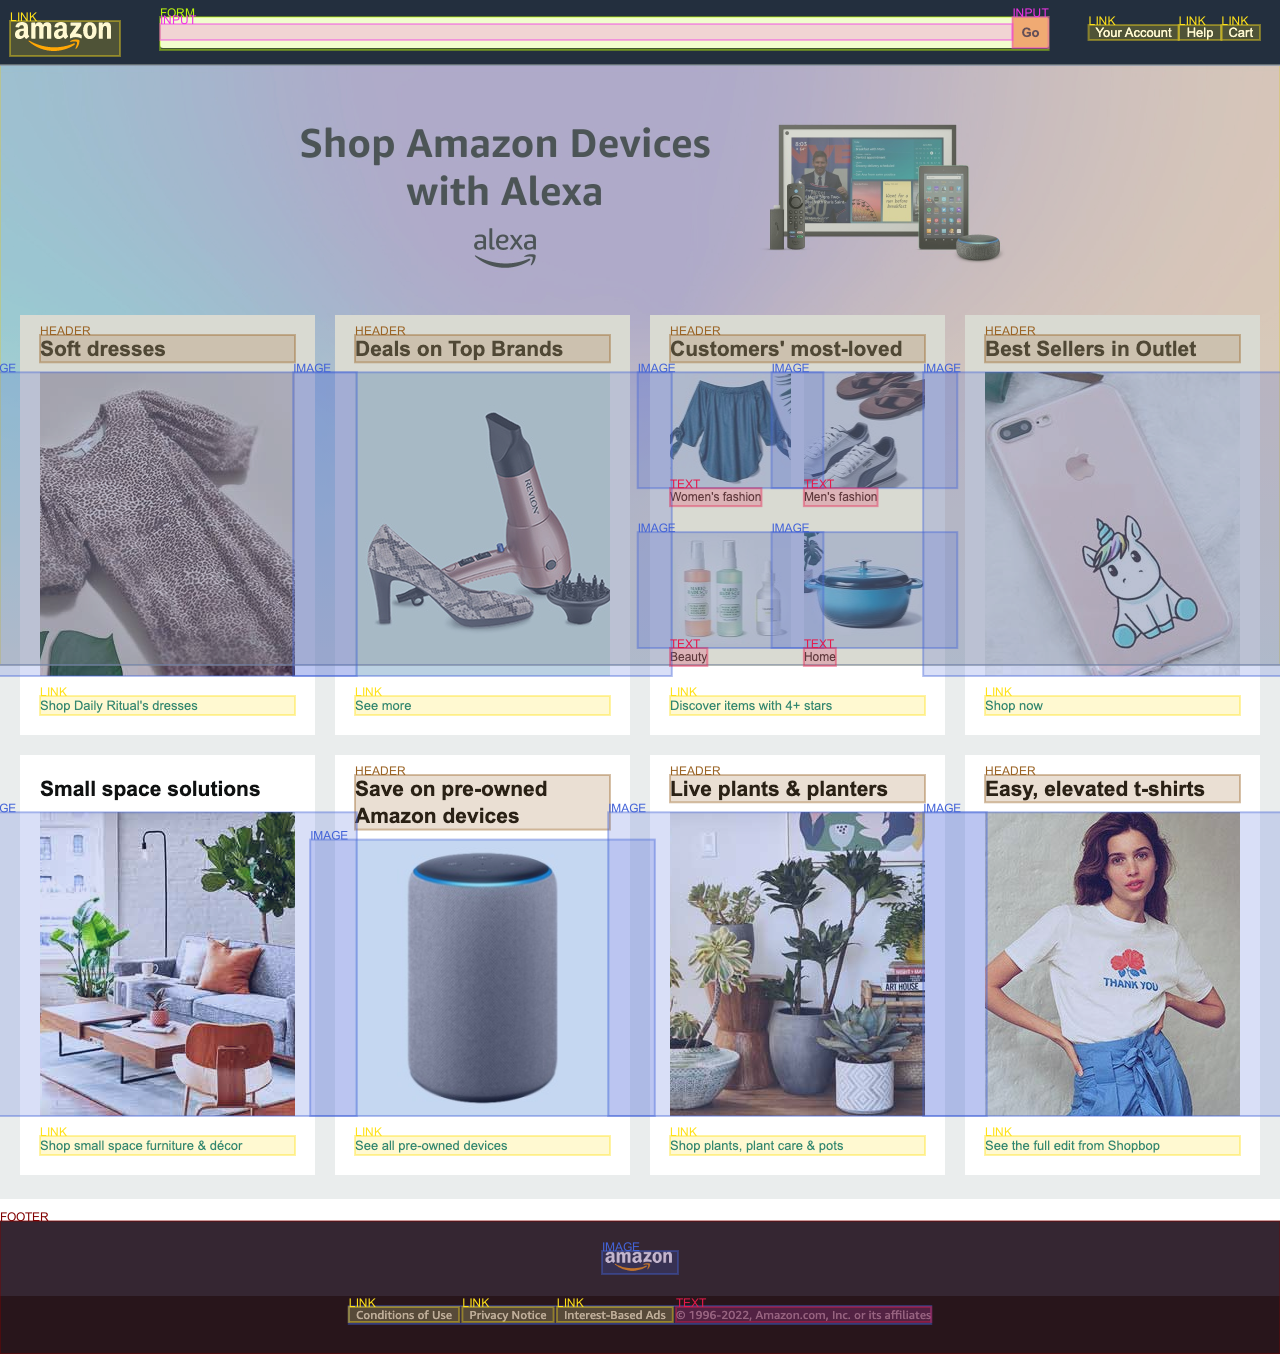 LINK
amazon
FORM
INPUT
INPUT
Go
LINK
Your Account
LINK
Help
LINK
Cart
Shop Amazon Devices
with Alexa
alexa
HEADER
Soft dresses
GE
LINK
Shop Daily Ritual's dresses
HEADER
Deals on Top Brands
IMAGE
REVLON
LINK
See more
HEADER
Customers' most-loved
IMAGE
IMAGE
TEXT
Women's fashion
TEXT
Men's fashion
IMAGE
IMAGE
TEXT
Beauty
TEXT
Home
LINK
Discover items with 4+ stars
HEADER
Best Sellers in Outlet
IMAGE
LINK
Shop now
Small space solutions
GE
LINK
Shop small space furniture & décor
HEADER
Save on pre-owned
Amazon devices
IMAGE
LINK
See all pre-owned devices
HEADER
Live plants & planters
IMAGE
ART HOUSE
LINK
Shop plants, plant care & pots
HEADER
Easy, elevated t-shirts
IMAGE
THANK YOU
LINK
See the full edit from Shopbop
FOOTER
IMAGE
amazon
LINK
Conditions of Use
LINK
Privacy Notice
LINK
Interest-Based Ads
TEXT
© 1996-2022, Amazon.com, Inc. or its affiliates